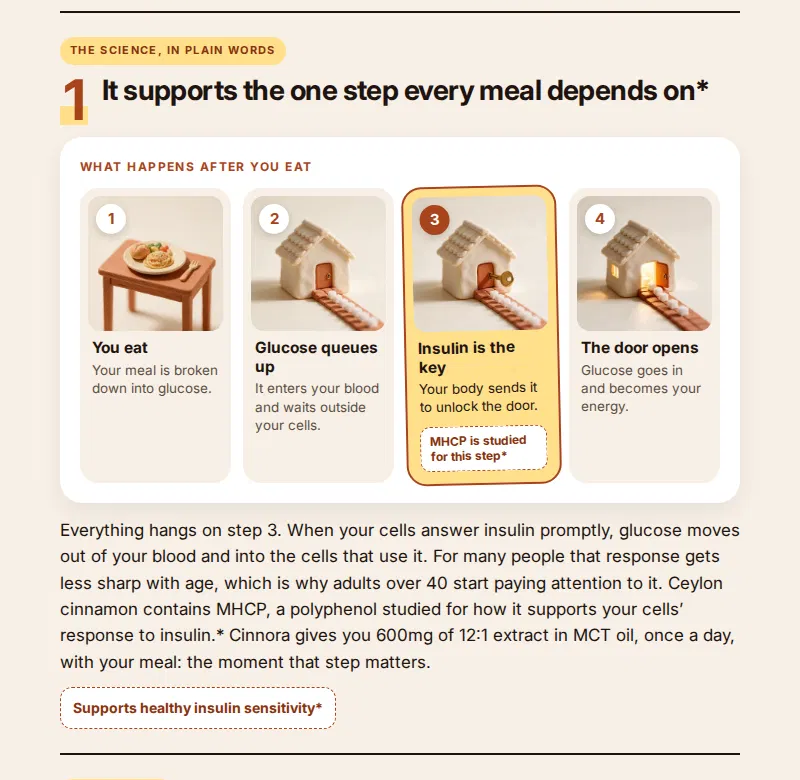 THE SCIENCE, IN PLAIN WORDS
1
It supports the one step every meal depends on*
WHAT HAPPENS AFTER YOU EAT
1
You eat
Your meal is broken
down into glucose.
2
Glucose queues
up
It enters your blood
and waits outside
your cells.
3
Insulin is the
key
Your body sends it
to unlock the door.
MHCP is studied
for this step*
4
The door opens
Glucose goes in
and becomes your
energy.
Everything hangs on step 3. When your cells answer insulin promptly, glucose moves
out of your blood and into the cells that use it. For many people that response gets
less sharp with age, which is why adults over 40 start paying attention to it. Ceylon
cinnamon contains MHCP, a polyphenol studied for how it supports your cells’
response to insulin.* Cinnora gives you 600mg of 12:1 extract in MCT oil, once a day,
with your meal: the moment that step matters.
Supports healthy insulin sensitivity*